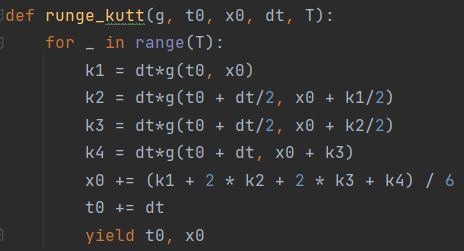 def runge_kutt(g, t0, x0, dt, T):
    for _ in range(T):
        k1 = dt*g(t0, x0)
        k2 = dt*g(t0 + dt/2, x0 + k1/2)
        k3 = dt*g(t0 + dt/2, x0 + k2/2)
        k4 = dt*g(t0 + dt, x0 + k3)
        x0 += (k1 + 2 * k2 + 2 * k3 + k4) / 6
        t0 += dt
        yield t0, x0